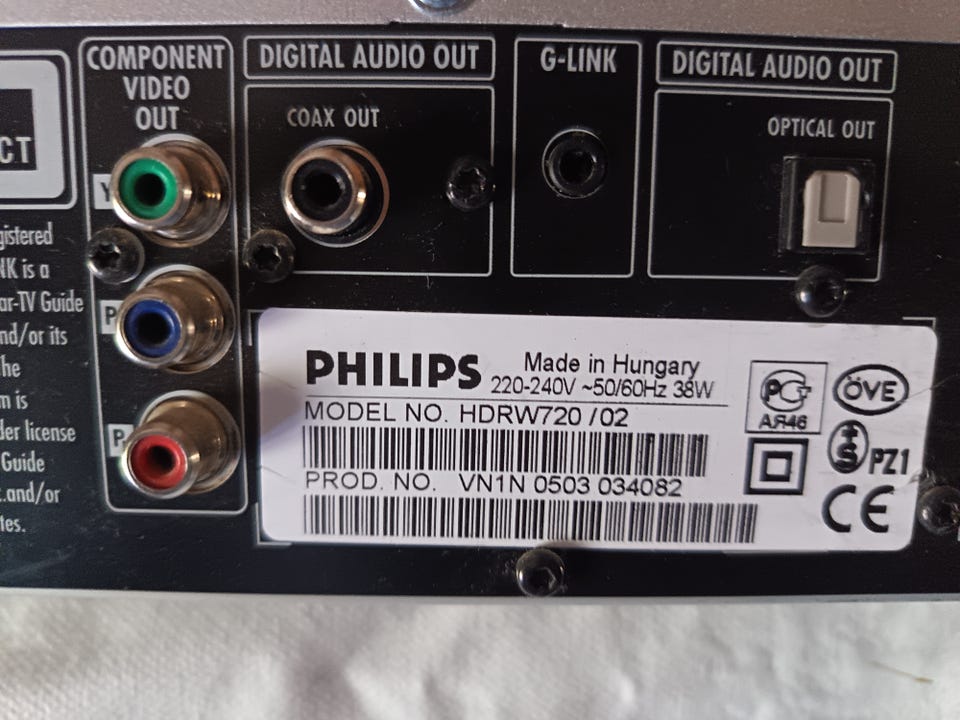 CT
gistered
NK is a
ar-TV Guide
nd/or its
he
m is
der license
Guide
t.and/or
tes.
COMPONENT
VIDEO
OUT
Y
P
P
DIGITAL AUDIO OUT
COAX OUT
G-LINK
DIGITAL AUDIO OUT
OPTICAL OUT
PHILIPS
Made in Hungary
220-240V ~50/60Hz 38W
MODEL NO. HDRW720 /02
PROD. NO. VN1N 0503 034082
РСТ
АЯ46
ÖVE
S
PZ1
CE